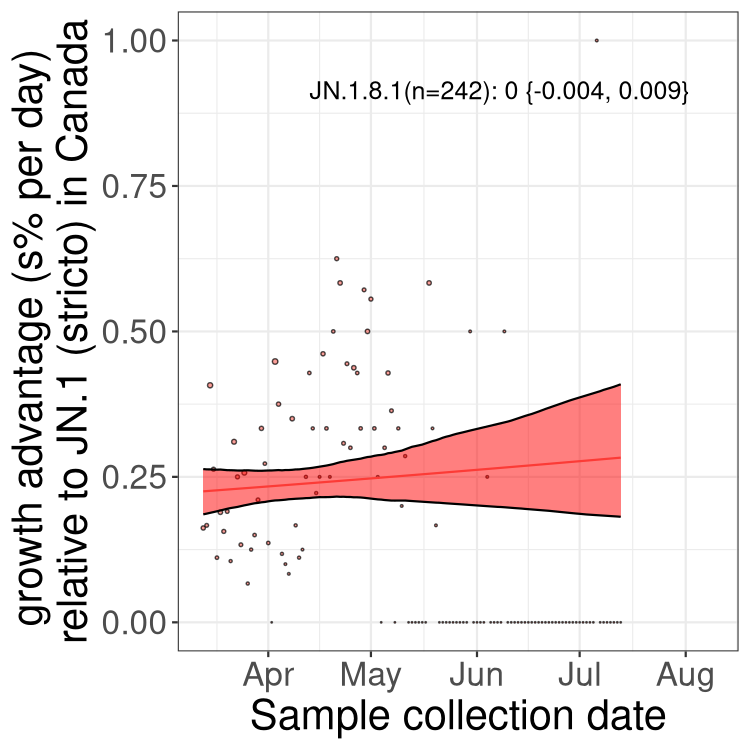 growth advantage (s% per day)
relative to JN.1 (stricto) in Canada
1.00
0.75
0.50
0.25
0.00
JN.1.8.1(n=242): 0 {-0.004, 0.009}
Apr May Jun Jul Aug
Sample collection date